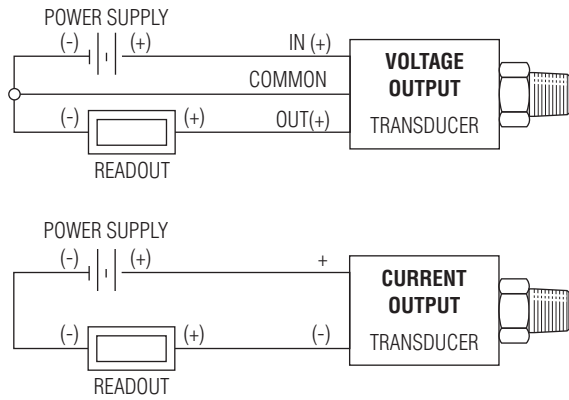 POWER SUPPLY
(-) (+) IN (+)
COMMON
(-) (+) OUT(+)
READOUT
VOLTAGE
OUTPUT
TRANSDUCER
POWER SUPPLY
(-) (+) +
(-) (+) (-)
READOUT
CURRENT
OUTPUT
TRANSDUCER